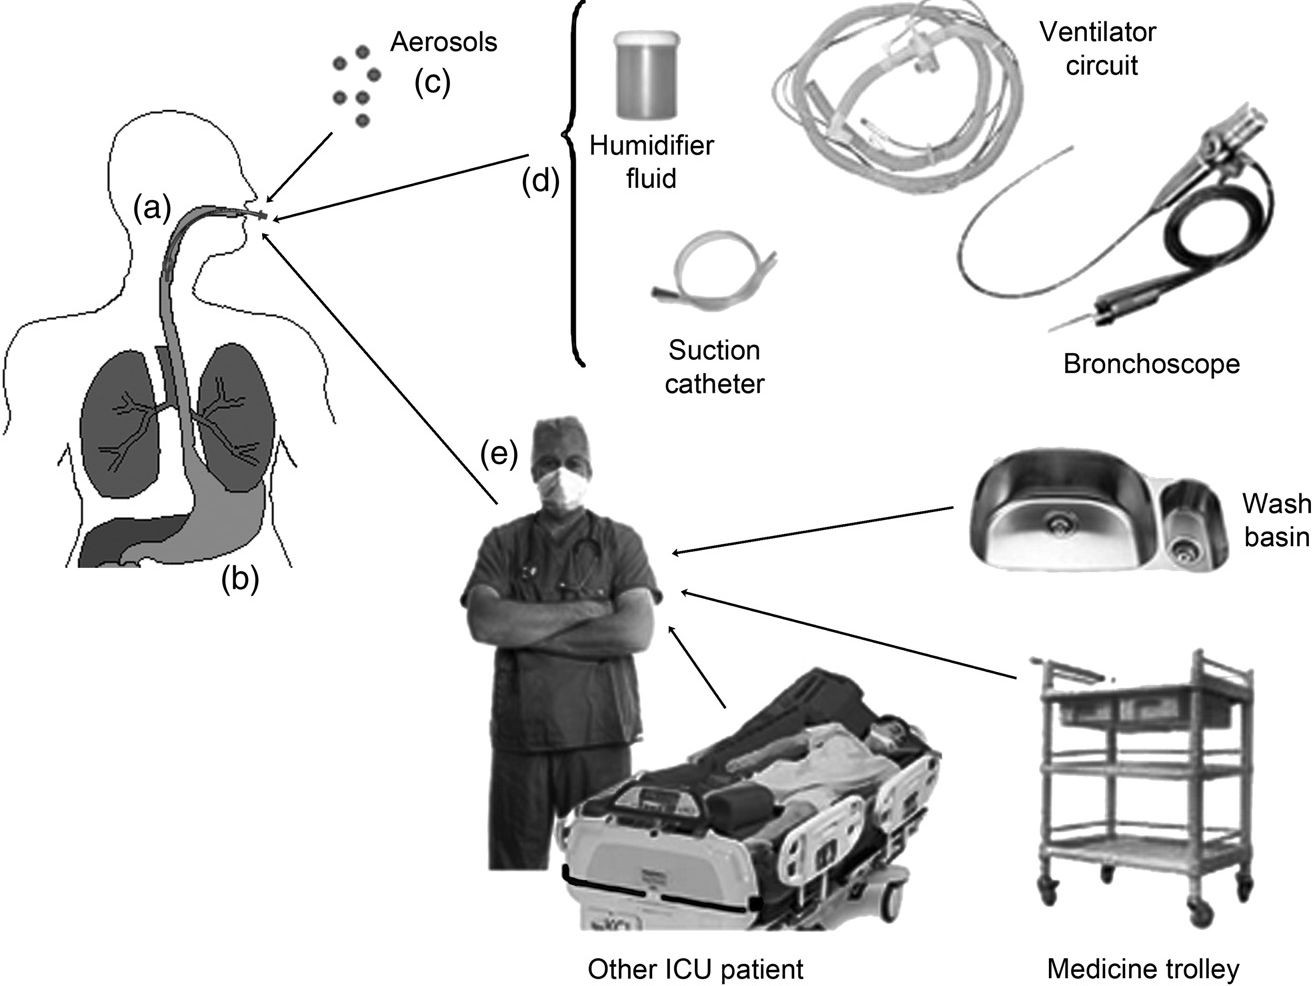 Aerosols
(c)
(a)
(b)
(d)
Humidifier
fluid
Ventilator
circuit
Suction
catheter
Bronchoscope
(e)
Wash
basin
Other ICU patient
Medicine trolley